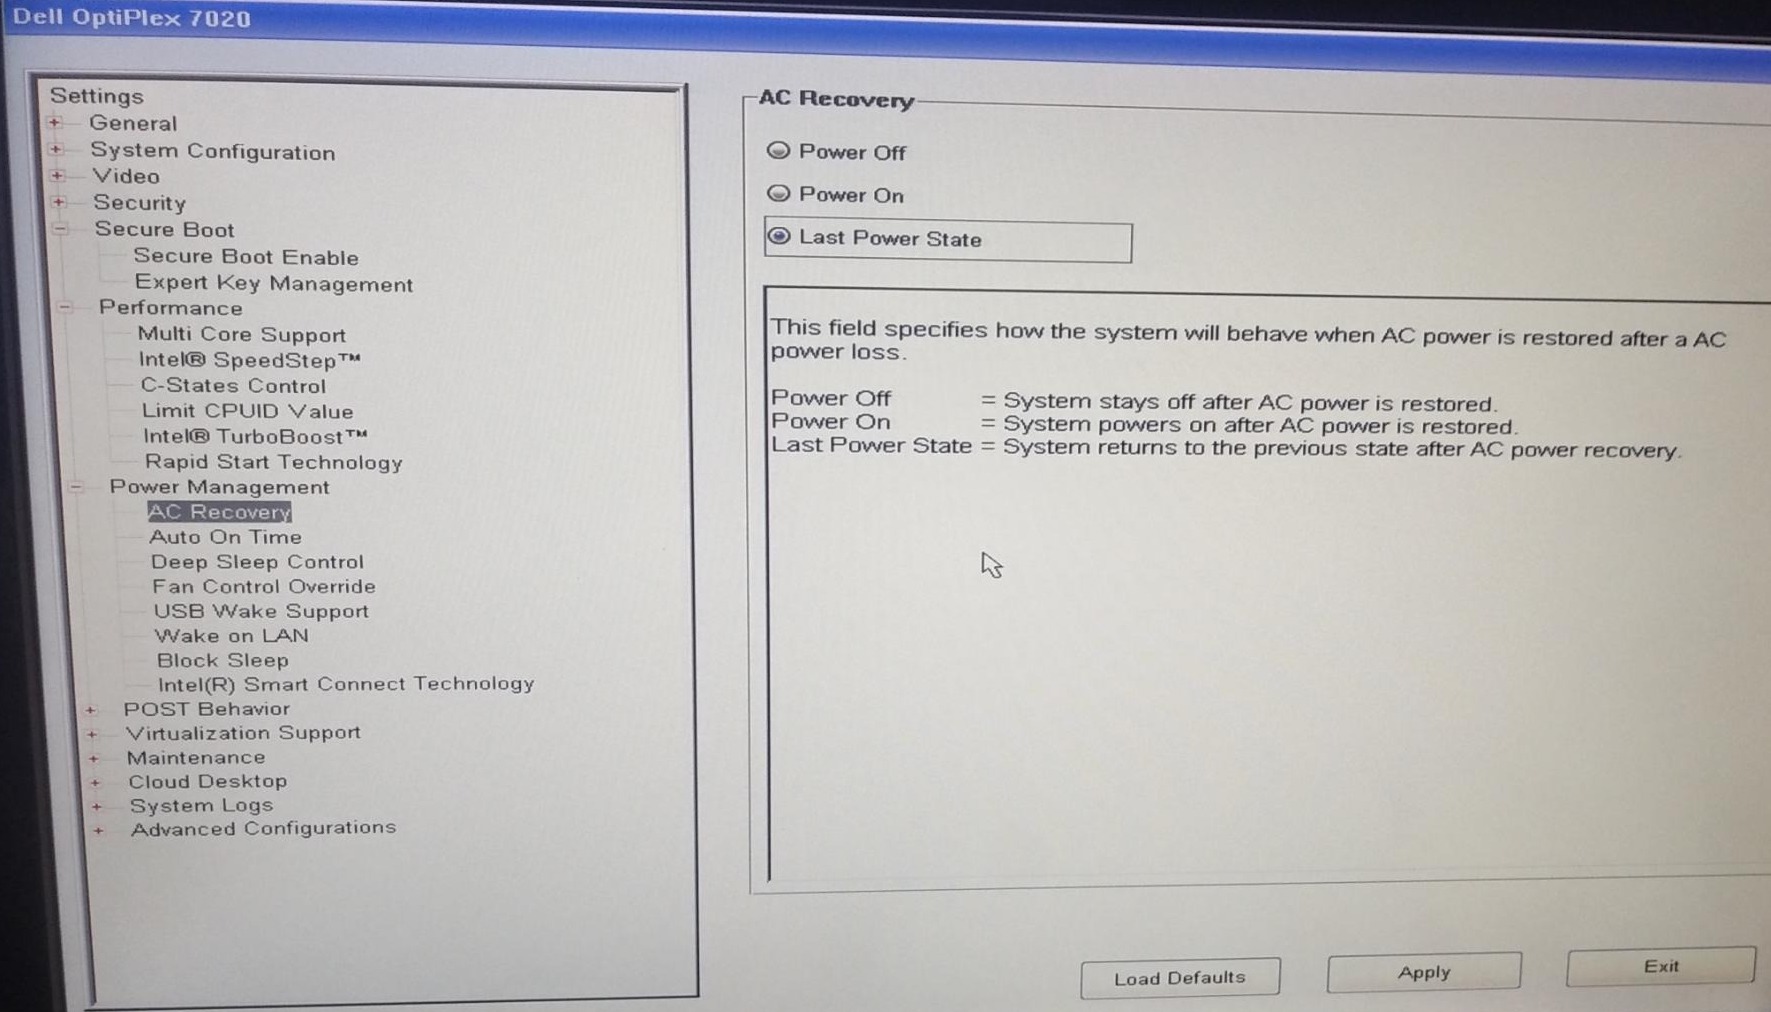 Dell OptiPlex 7020
Settings
General
System Configuration
Video
Security
Secure Boot
Secure Boot Enable
Expert Key Management
Performance
Multi Core Support
Intel® SpeedStep™
C-States Control
Limit CPUID Value
Intel® TurboBoost™
Rapid Start Technology
Power Management
AC Recovery
Auto On Time
Deep Sleep Control
Fan Control Override
USB Wake Support
Wake on LAN
Block Sleep
Intel(R) Smart Connect Technology
POST Behavior
Virtualization Support
Maintenance
Cloud Desktop
System Logs
Advanced Configurations
AC Recovery
Power Off
Power On
Last Power State
This field specifies how the system will behave when AC power is restored after a AC
power loss.
Power Off = System stays off after AC power is restored.
Power On = System powers on after AC power is restored.
Last Power State = System returns to the previous state after AC power recovery.
Load Defaults
Apply
Exit